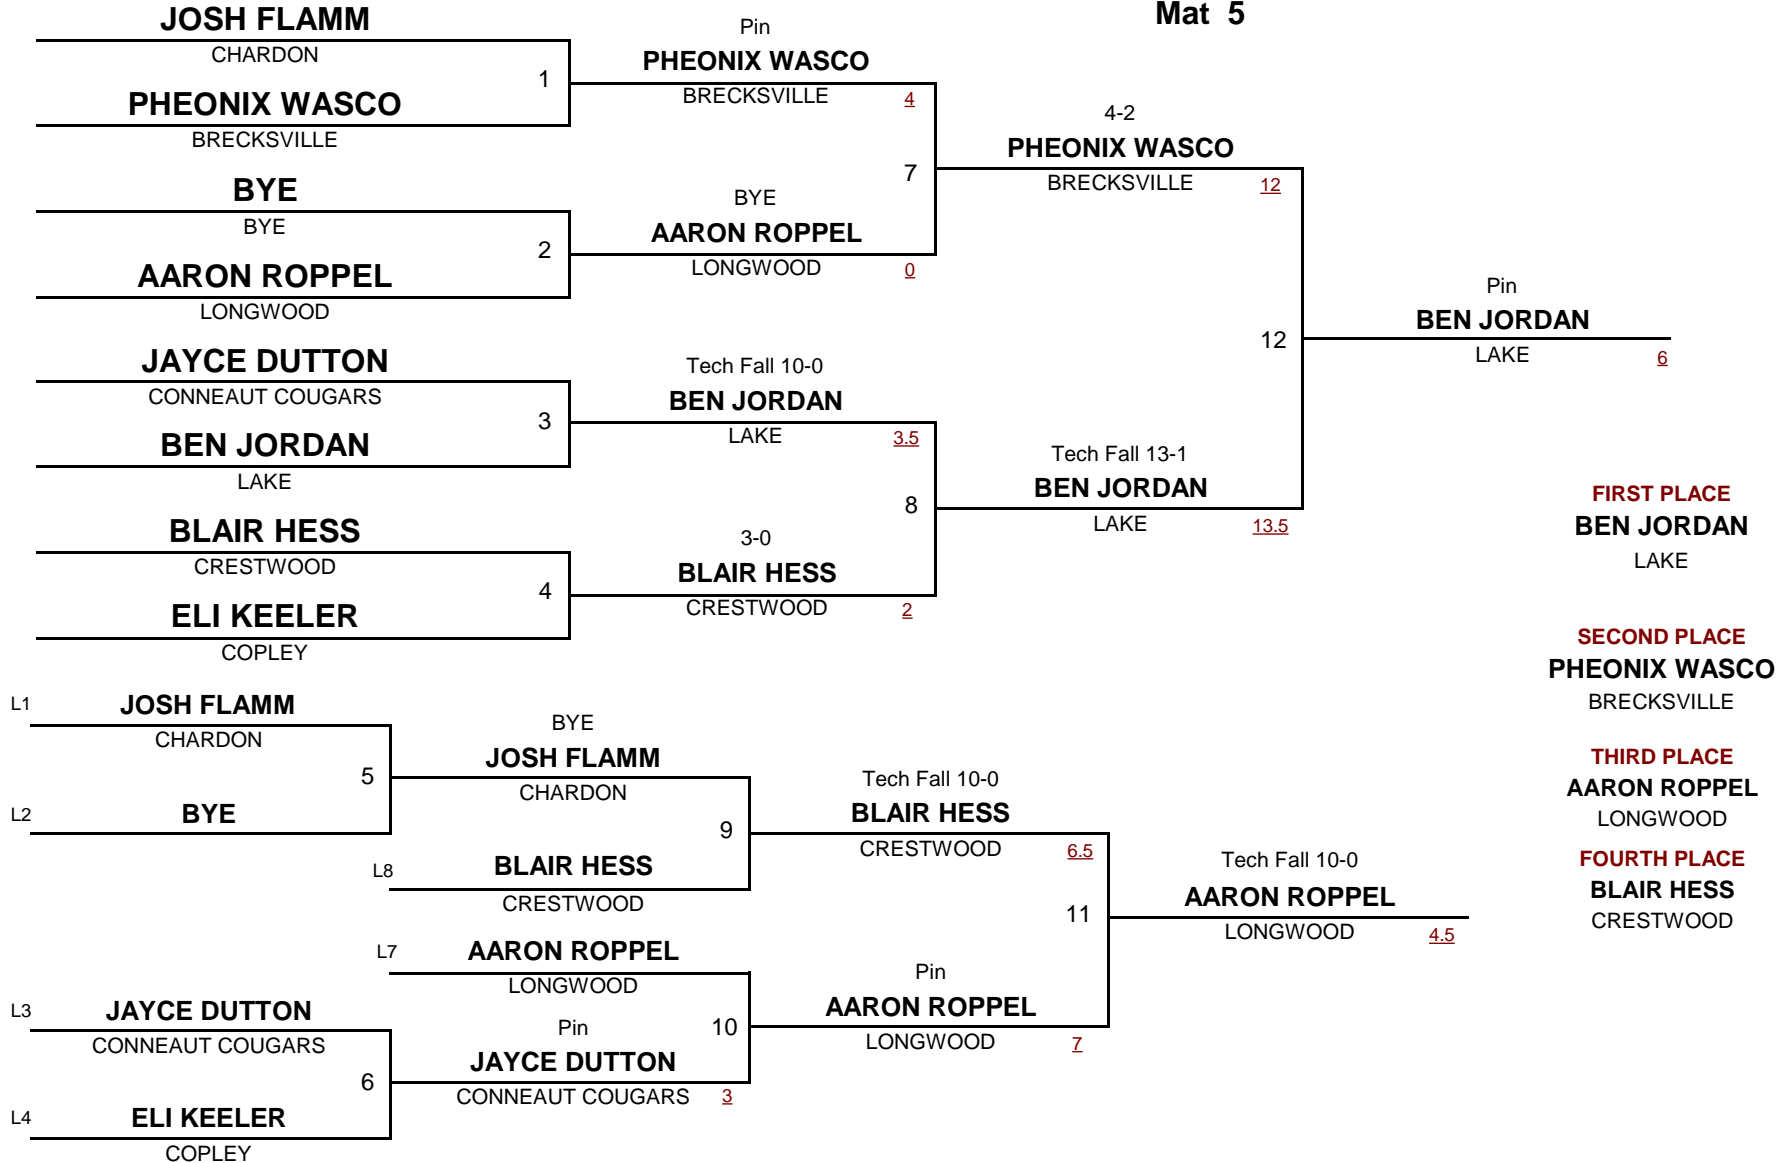 Mat 5
JOSH FLAMM
CHARDON
1
PHEONIX WASCO
BRECKSVILLE
BYE
BYE
2
AARON ROPPEL
LONGWOOD
JAYCE DUTTON
CONNEAUT COUGARS
3
BEN JORDAN
LAKE
BLAIR HESS
CRESTWOOD
4
ELI KEELER
COPLEY
Pin
PHEONIX WASCO
BRECKSVILLE 4
7
BYE
AARON ROPPEL
LONGWOOD 0
Tech Fall 10-0
BEN JORDAN
LAKE 3.5
8
3-0
BLAIR HESS
CRESTWOOD 2
4-2
PHEONIX WASCO
BRECKSVILLE 12
12
Tech Fall 13-1
BEN JORDAN
LAKE 13.5
Pin
BEN JORDAN
LAKE 6
FIRST PLACE
BEN JORDAN
LAKE
SECOND PLACE
PHEONIX WASCO
BRECKSVILLE
THIRD PLACE
AARON ROPPEL
LONGWOOD
FOURTH PLACE
BLAIR HESS
CRESTWOOD
L1 JOSH FLAMM
CHARDON
5
L2 BYE
L3 JAYCE DUTTON
CONNEAUT COUGARS
6
L4 ELI KEELER
COPLEY
BYE
JOSH FLAMM
CHARDON
9
L8 BLAIR HESS
CRESTWOOD
L7 AARON ROPPEL
LONGWOOD
10
Pin
JAYCE DUTTON
CONNEAUT COUGARS 3
Tech Fall 10-0
BLAIR HESS
CRESTWOOD 6.5
11
Pin
AARON ROPPEL
LONGWOOD 7
Tech Fall 10-0
AARON ROPPEL
LONGWOOD 4.5